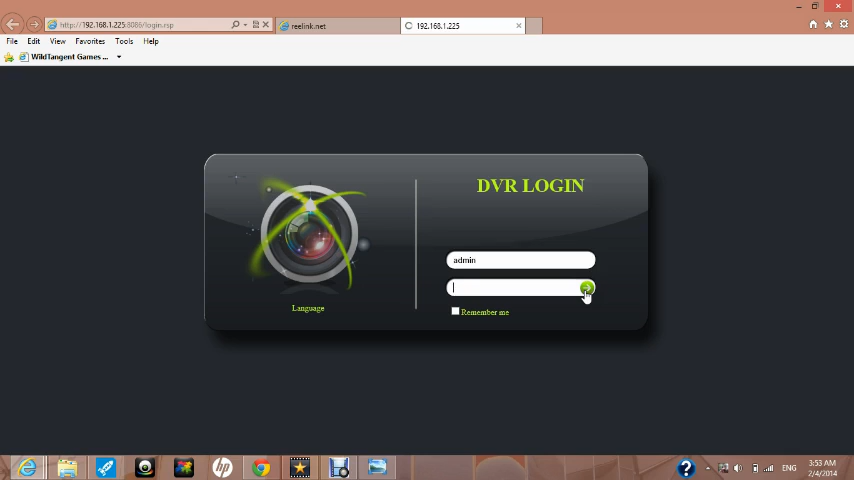 http://192.168.1.225:8086/login.rsp
reelink.net
192.168.1.225
File Edit View Favorites Tools Help
WildTangent Games ...
DVR LOGIN
admin
Language
Remember me
hp
ENG
3:53 AM
2/4/2014